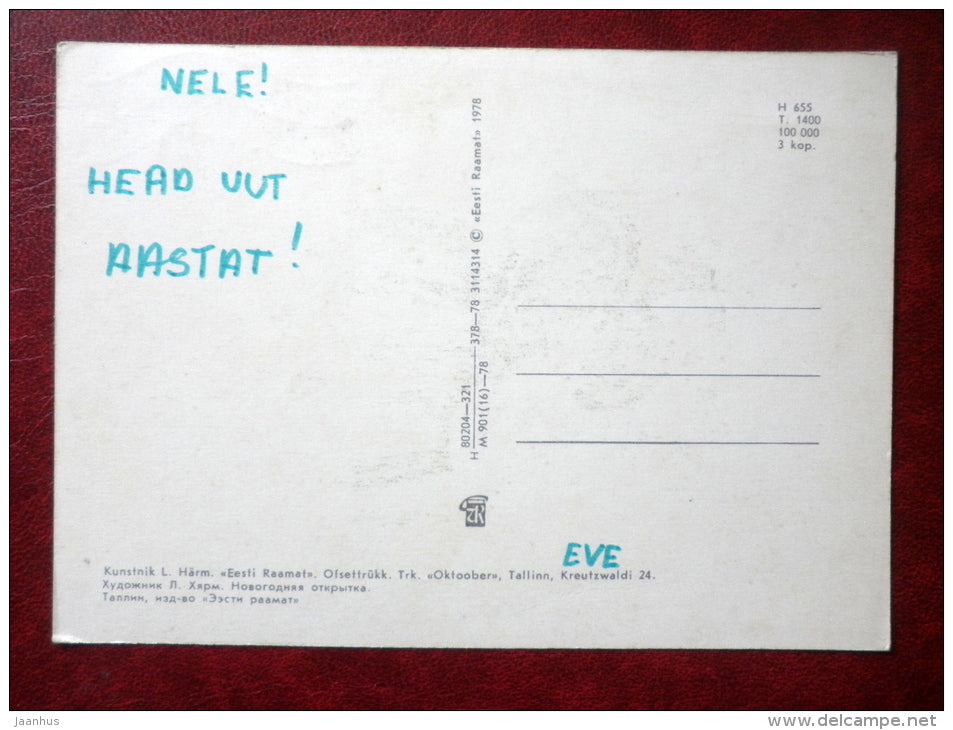 NELE!
HEAD UUT
AASTAT!
H 655
T. 1400
100 000
3 kop.
H 80204—321 378—78 3114314 © «Eesti Raamat» 1978
M 901(16)—78
EVE
Kunstnik L. Härm. «Eesti Raamat». Ofsettrükk. Trk. «Oktoober», Tallinn, Kreutzwaldi 24.
Художник Л. Хярм. Новогодняя открытка.
Таллин, изд-во «Ээсти раамат»
jaanhus
www.delcampe.net